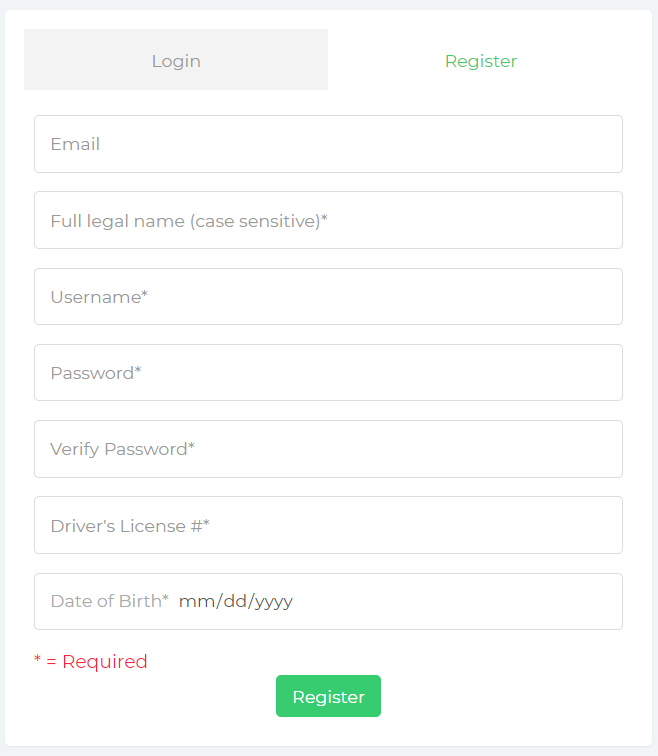 Login Register
Email
Full legal name (case sensitive)*
Username*
Password*
Verify Password*
Driver's License #*
Date of Birth* mm/dd/yyyy
* = Required
Register